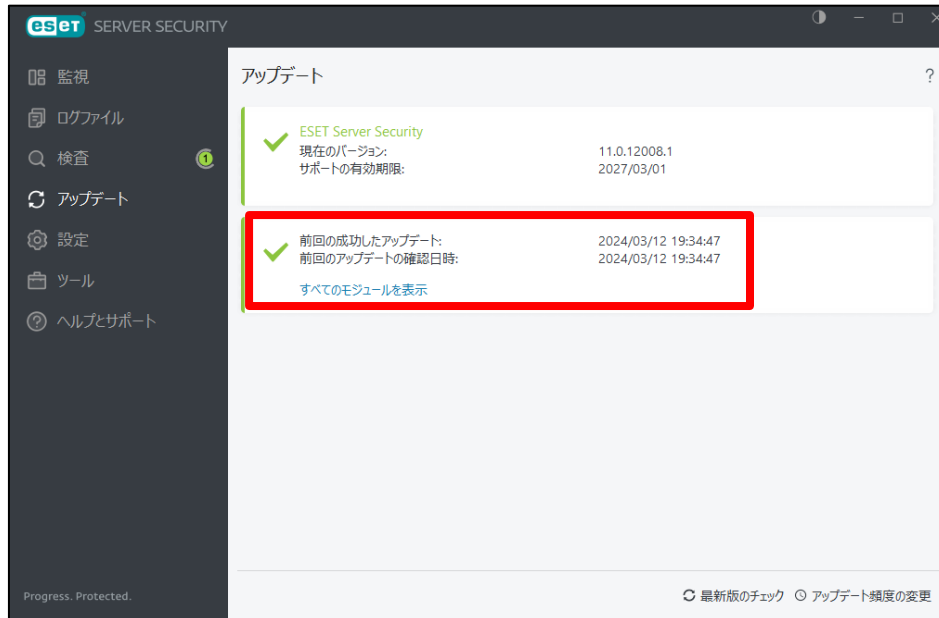 eset SERVER SECURITY
監視
ログファイル
検査 1
アップデート
設定
ツール
ヘルプとサポート
Progress. Protected.
アップデート ?
ESET Server Security
現在のバージョン: 11.0.12008.1
サポートの有効期限: 2027/03/01
前回の成功したアップデート: 2024/03/12 19:34:47
前回のアップデートの確認日時: 2024/03/12 19:34:47
すべてのモジュールを表示
最新版のチェック アップデート頻度の変更